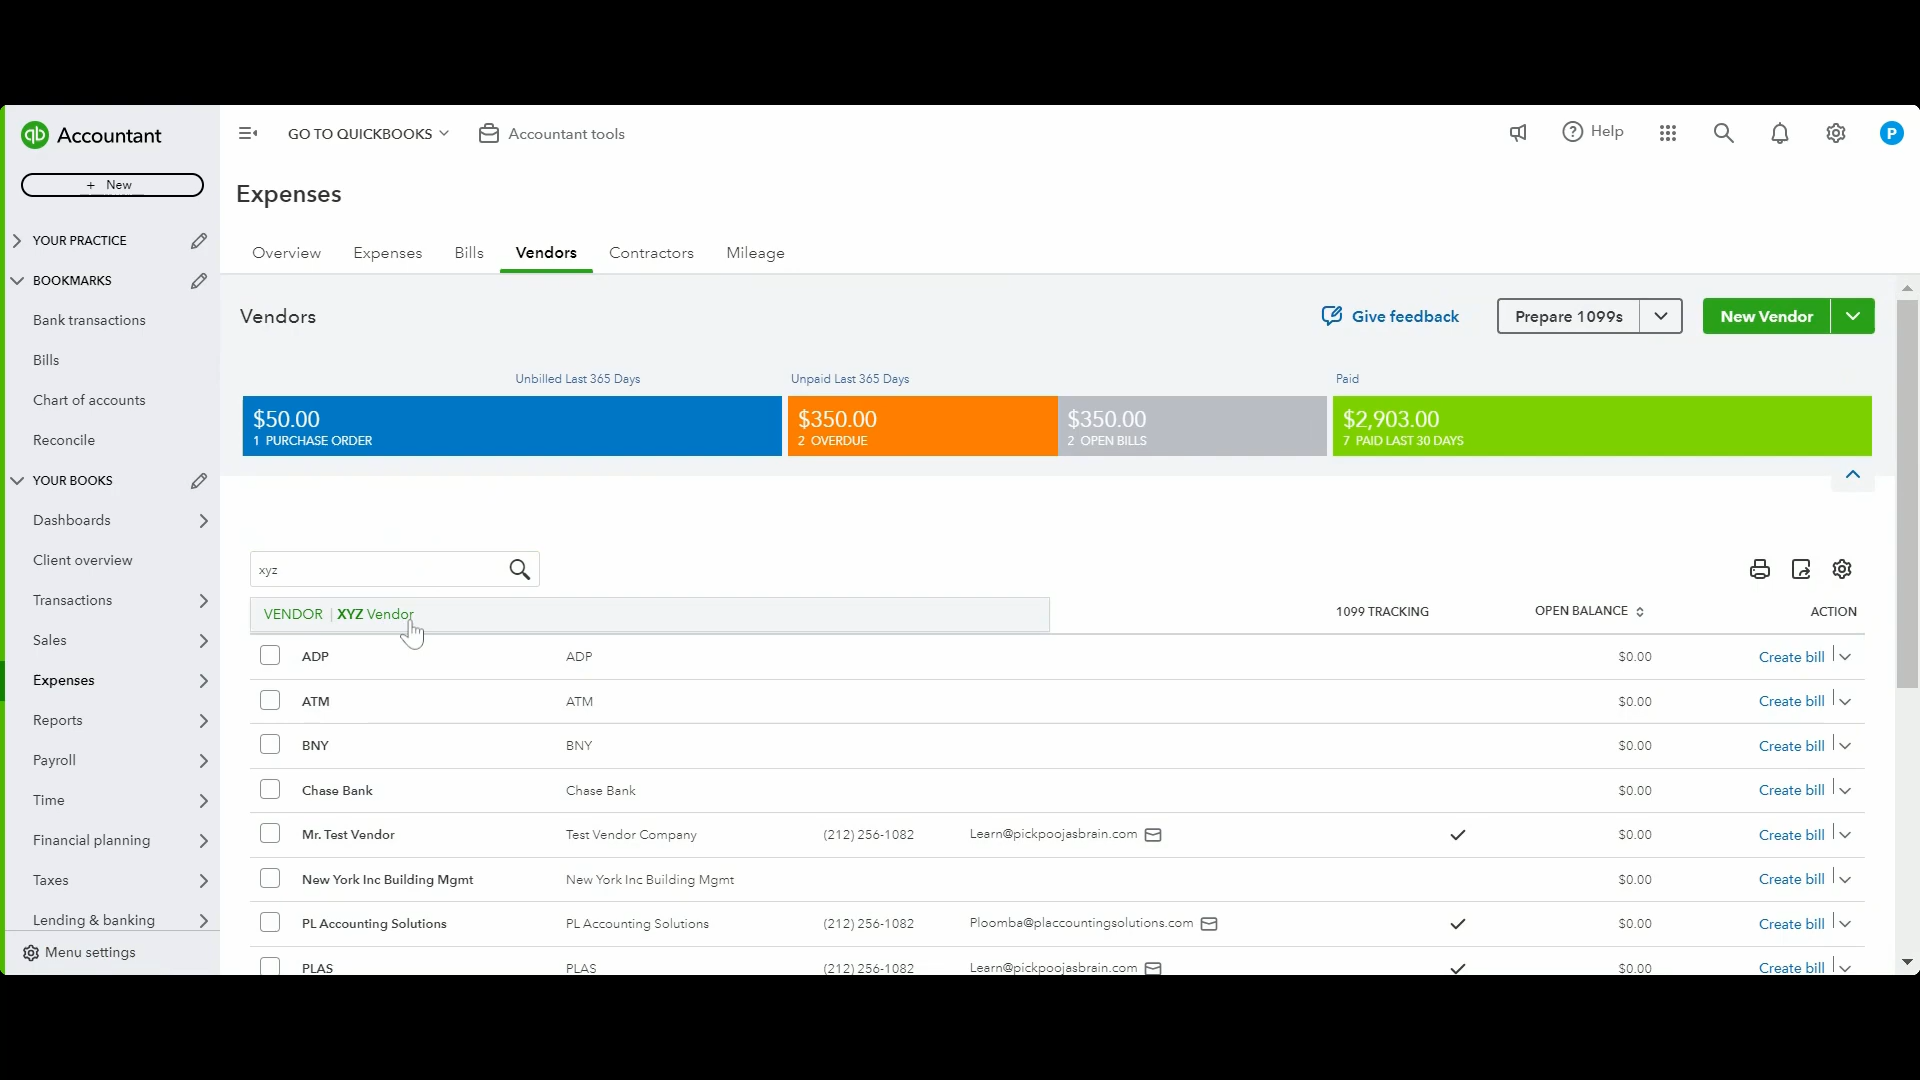 qb Accountant
GO TO QUICKBOOKS
Accountant tools
Help
P
+ New
Expenses
YOUR PRACTICE
BOOKMARKS
Bank transactions
Bills
Chart of accounts
Reconcile
YOUR BOOKS
Dashboards
Client overview
Transactions
Sales
Expenses
Reports
Payroll
Time
Financial planning
Taxes
Lending & banking
Menu settings
Overview Expenses Bills Vendors Contractors Mileage
Vendors
Give feedback
Prepare 1099s
New Vendor
Unbilled Last 365 Days
Unpaid Last 365 Days
Paid
$50.00
1 PURCHASE ORDER
$350.00
2 OVERDUE
$350.00
2 OPEN BILLS
$2,903.00
7 PAID LAST 30 DAYS
xyz
VENDOR | XYZ Vendor
1099 TRACKING OPEN BALANCE ACTION
ADP ADP $0.00 Create bill
ATM ATM $0.00 Create bill
BNY BNY $0.00 Create bill
Chase Bank Chase Bank $0.00 Create bill
Mr. Test Vendor Test Vendor Company (212) 256-1082 Learn@pickpoojasbrain.com $0.00 Create bill
New York Inc Building Mgmt New York Inc Building Mgmt $0.00 Create bill
PL Accounting Solutions PL Accounting Solutions (212) 256-1082 Ploomba@placcountingsolutions.com $0.00 Create bill
PLAS PLAS (212) 256-1082 Learn@pickpoojasbrain.com $0.00 Create bill